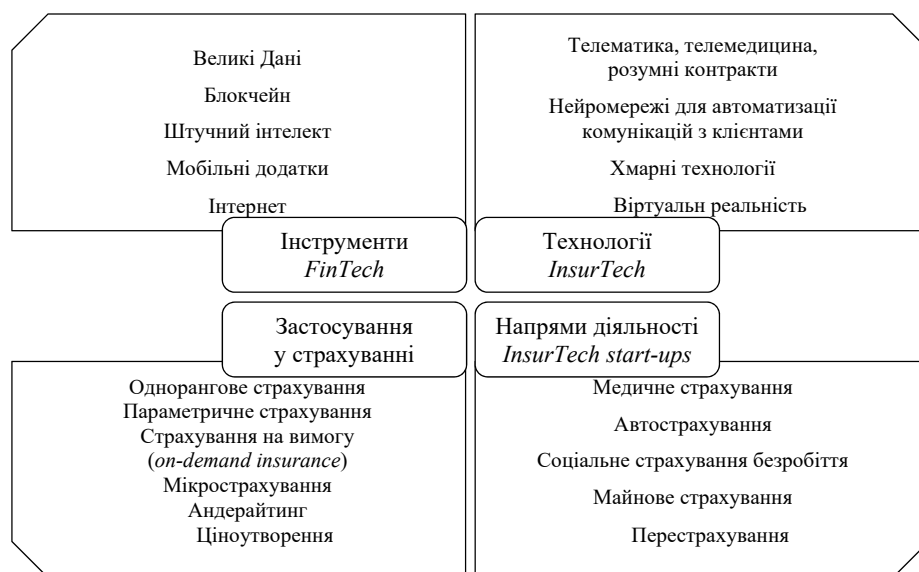 Великі Дані
Блокчейн
Штучний інтелект
Мобільні додатки
Інтернет
Інструменти
FinTech
Телематика, телемедицина,
розумні контракти
Нейромережі для автоматизації
комунікацій з клієнтами
Хмарні технології
Віртуальн реальність
Технології
InsurTech
Застосування
у страхуванні
Однорангове страхування
Параметричне страхування
Страхування на вимогу
(on-demand insurance)
Мікрострахування
Андерайтинг
Ціноутворення
Напрями діяльності
InsurTech start-ups
Медичне страхування
Автострахування
Соціальне страхування безробіття
Майнове страхування
Перестрахування